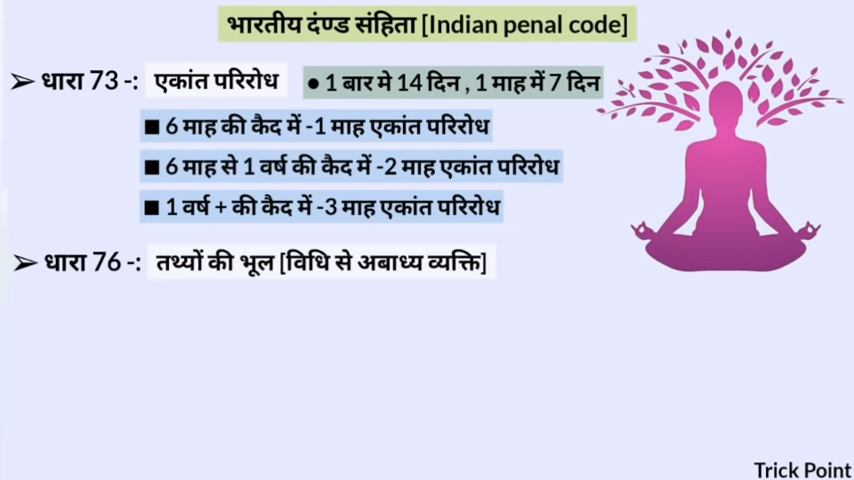 भारतीय दंण्ड संहिता [Indian penal code]
➢ धारा 73 -: एकांत परिरोध ● 1 बार मे 14 दिन , 1 माह में 7 दिन
■ 6 माह की कैद में -1 माह एकांत परिरोध
■ 6 माह से 1 वर्ष की कैद में -2 माह एकांत परिरोध
■ 1 वर्ष + की कैद में -3 माह एकांत परिरोध
➢ धारा 76 -: तथ्यों की भूल [विधि से अबाध्य व्यक्ति]
Trick Point